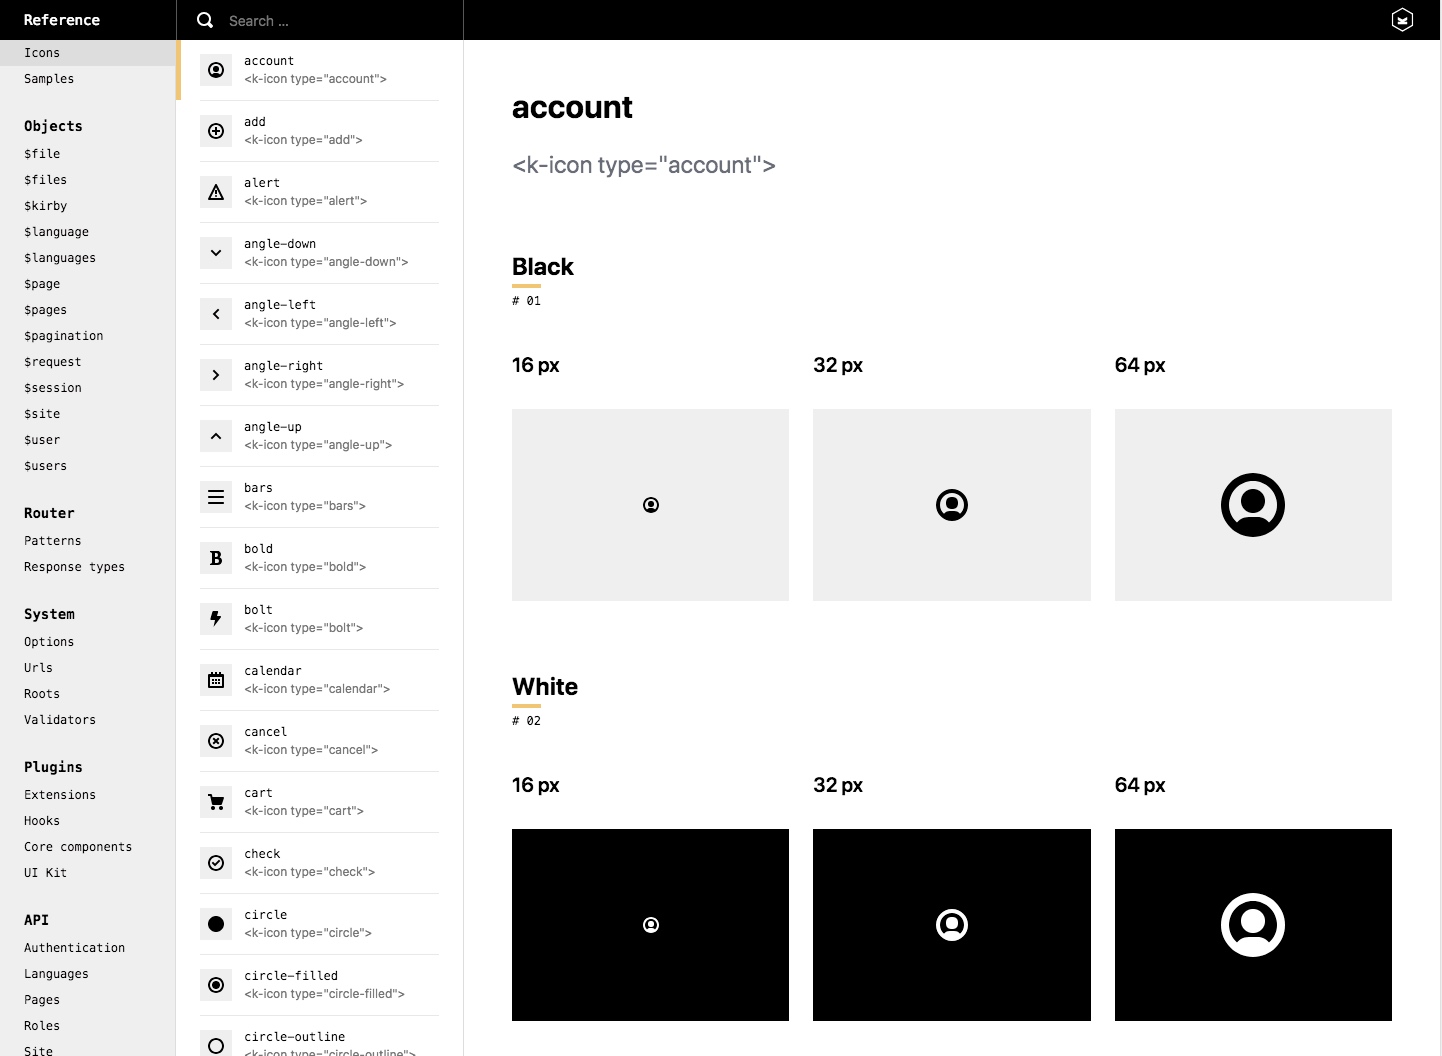 Reference
Search ...
Icons
Samples
Objects
$file
$files
$kirby
$language
$languages
$page
$pages
$pagination
$request
$session
$site
$user
$users
Router
Patterns
Response types
System
Options
Urls
Roots
Validators
Plugins
Extensions
Hooks
Core components
UI Kit
API
Authentication
Languages
Pages
Roles
Site
account
<k-icon type="account">
add
<k-icon type="add">
alert
<k-icon type="alert">
angle-down
<k-icon type="angle-down">
angle-left
<k-icon type="angle-left">
angle-right
<k-icon type="angle-right">
angle-up
<k-icon type="angle-up">
bars
<k-icon type="bars">
B
bold
<k-icon type="bold">
bolt
<k-icon type="bolt">
calendar
<k-icon type="calendar">
cancel
<k-icon type="cancel">
cart
<k-icon type="cart">
check
<k-icon type="check">
circle
<k-icon type="circle">
circle-filled
<k-icon type="circle-filled">
circle-outline
<k-icon type="circle-outline">
account
<k-icon type="account">
Black
# 01
16 px
32 px
64 px
White
# 02
16 px
32 px
64 px